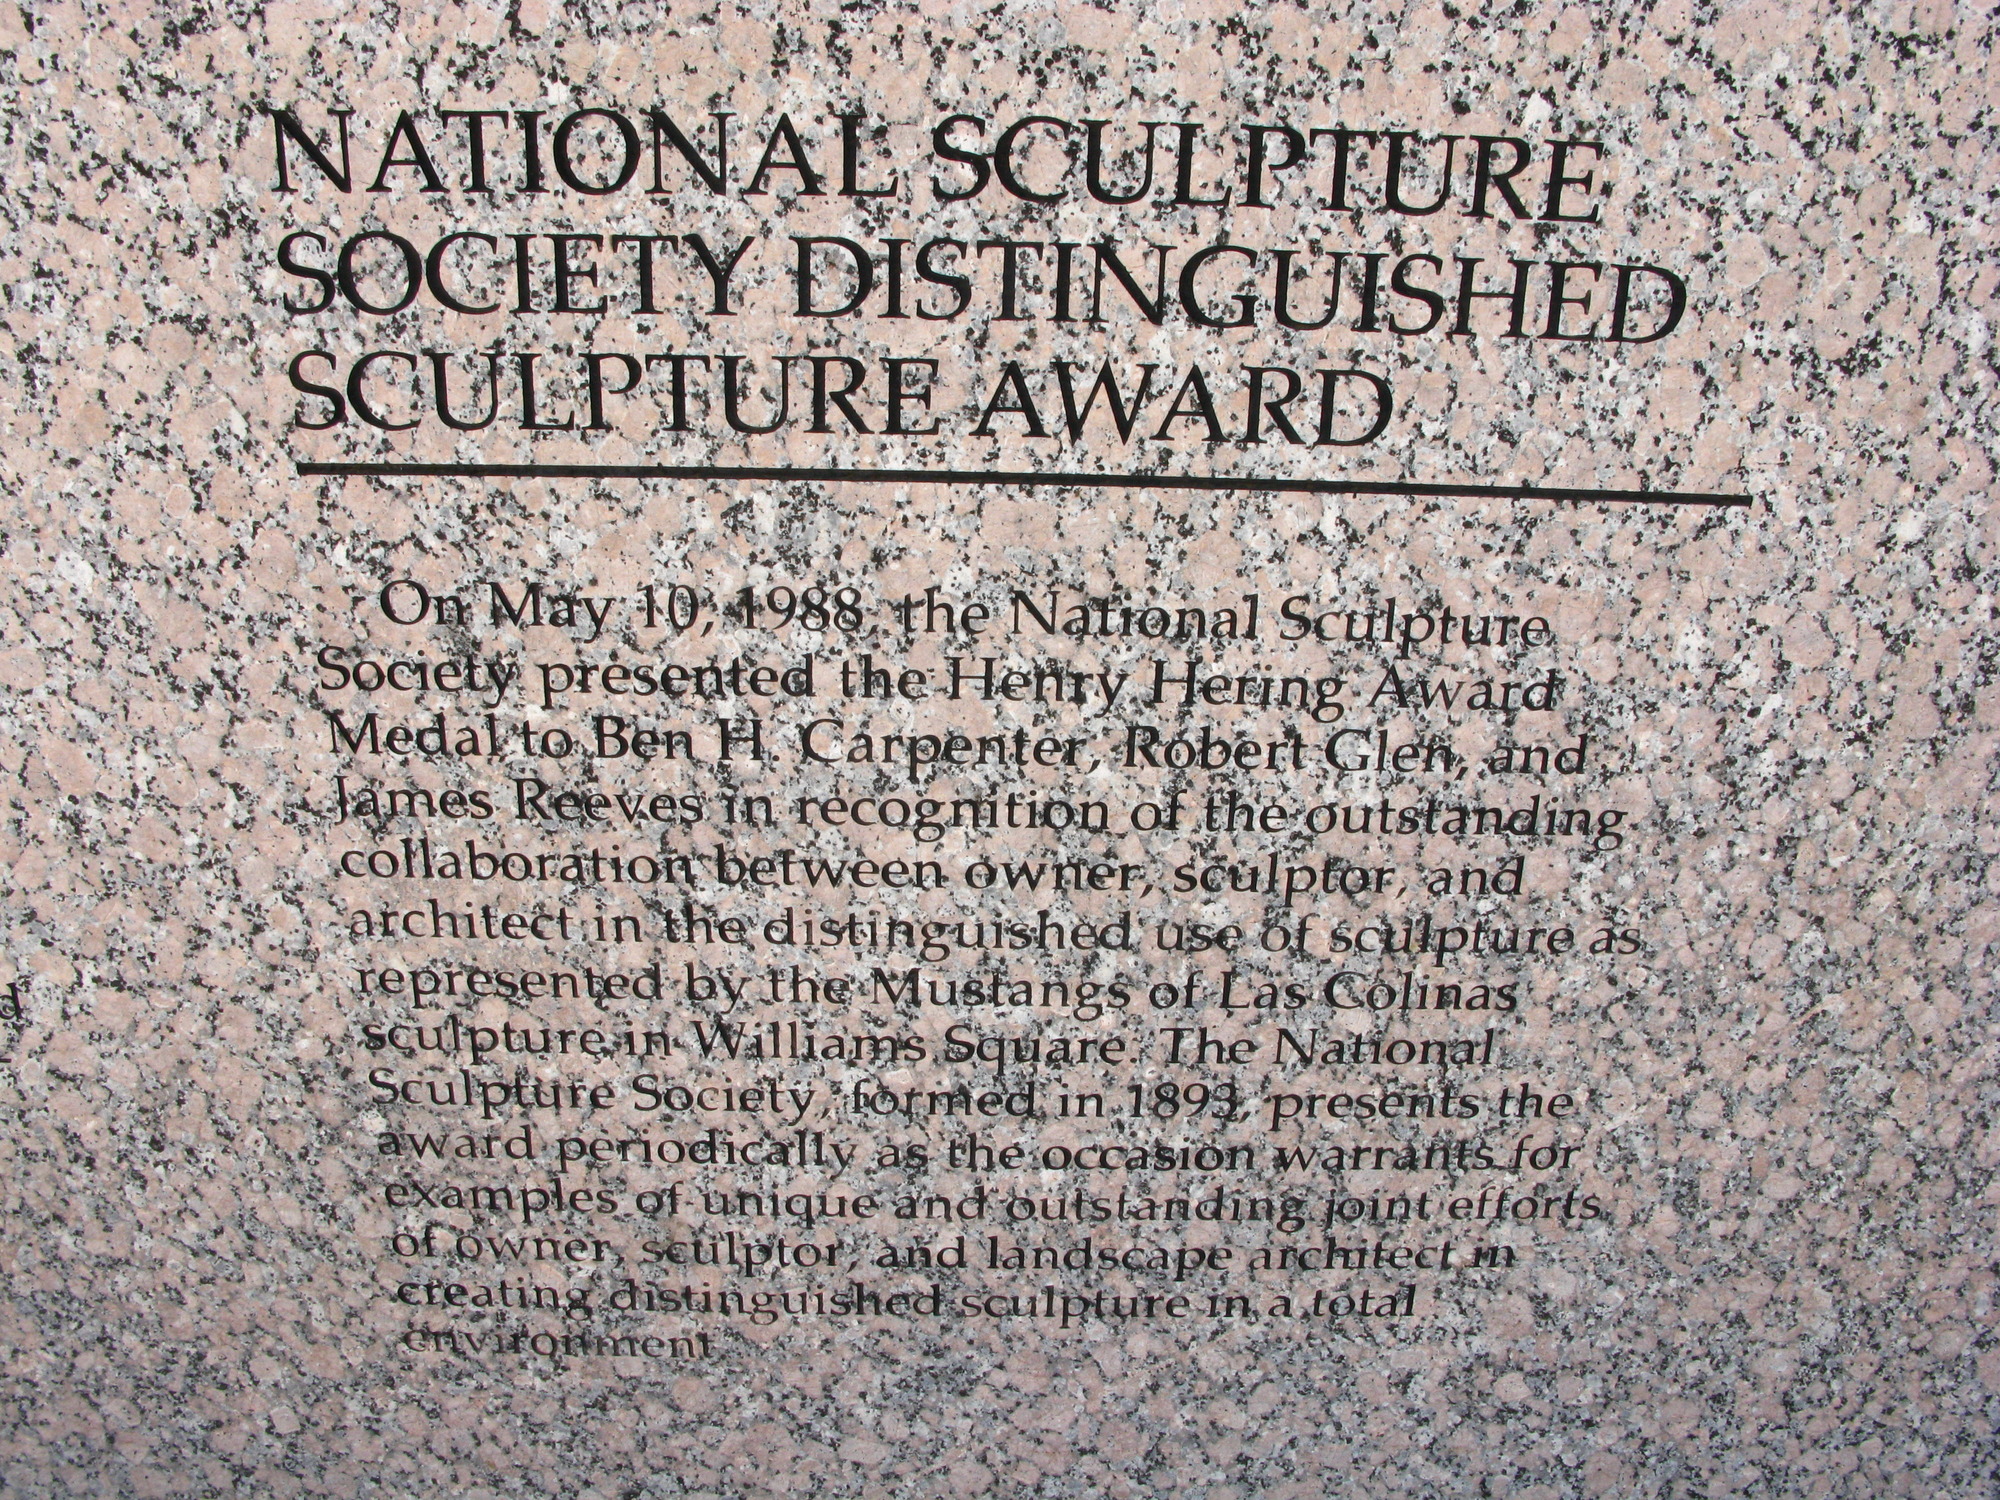 NATIONAL SCULPTURE
SOCIETY DISTINGUISHED
SCULPTURE AWARD
On May 10, 1988, the National Sculpture
Society presented the Henry Hering Award
Medal to Ben H. Carpenter, Robert Glen, and
James Reeves in recognition of the outstanding
collaboration between owner, sculptor, and
architect in the distinguished use of sculpture as
represented by the Mustangs of Las Colinas
sculpture in Williams Square. The National
Sculpture Society, formed in 1893, presents the
award periodically as the occasion warrants for
examples of unique and outstanding joint efforts
of owner, sculptor, and landscape architect in
creating distinguished sculpture in a total
environment